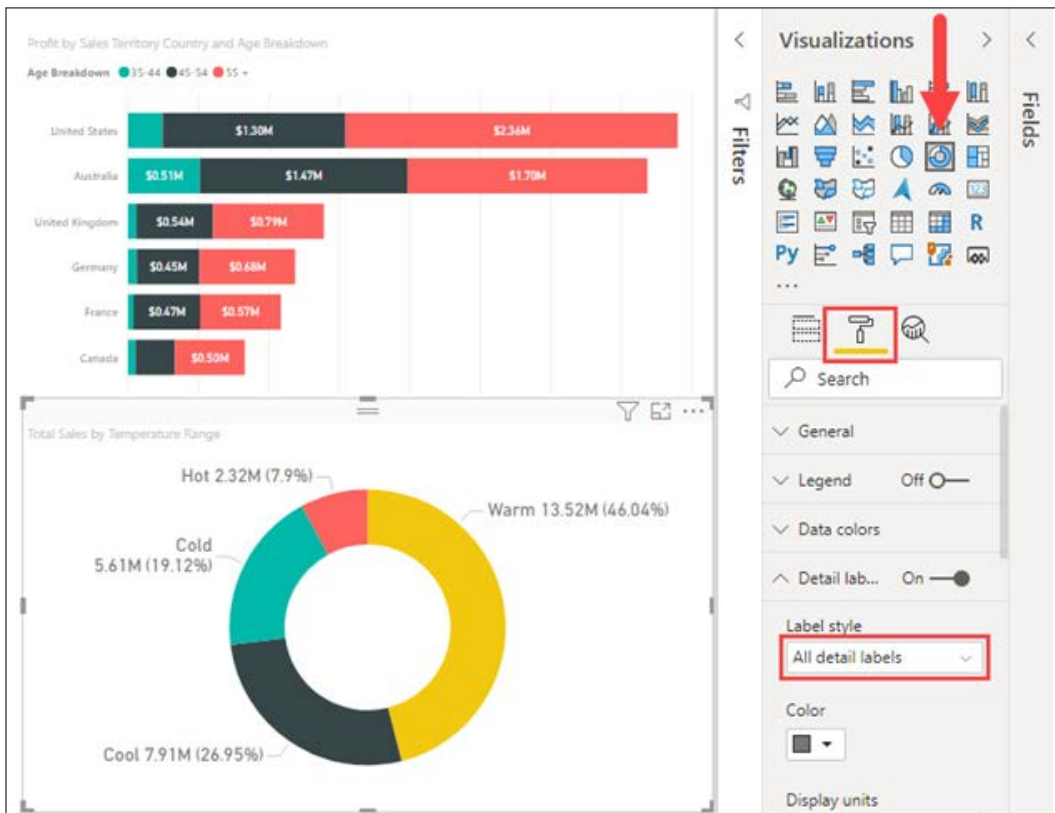 Profit by Sales Territory Country and Age Breakdown
Age Breakdown 35-44 45-54 55 +
United States $1.30M $2.36M
Australia $0.51M $1.47M $1.70M
United Kingdom $0.54M $0.79M
Germany $0.45M $0.68M
France $0.47M $0.57M
Canada $0.50M
Total Sales by Temperature Range
Hot 2.32M (7.9%)
Warm 13.52M (46.04%)
Cold
5.61M (19.12%)
Cool 7.91M (26.95%)
Filters
Visualizations
123
R
Py
...
Search
General
Legend Off
Data colors
Detail lab... On
Label style
All detail labels
Color
Display units
Fields